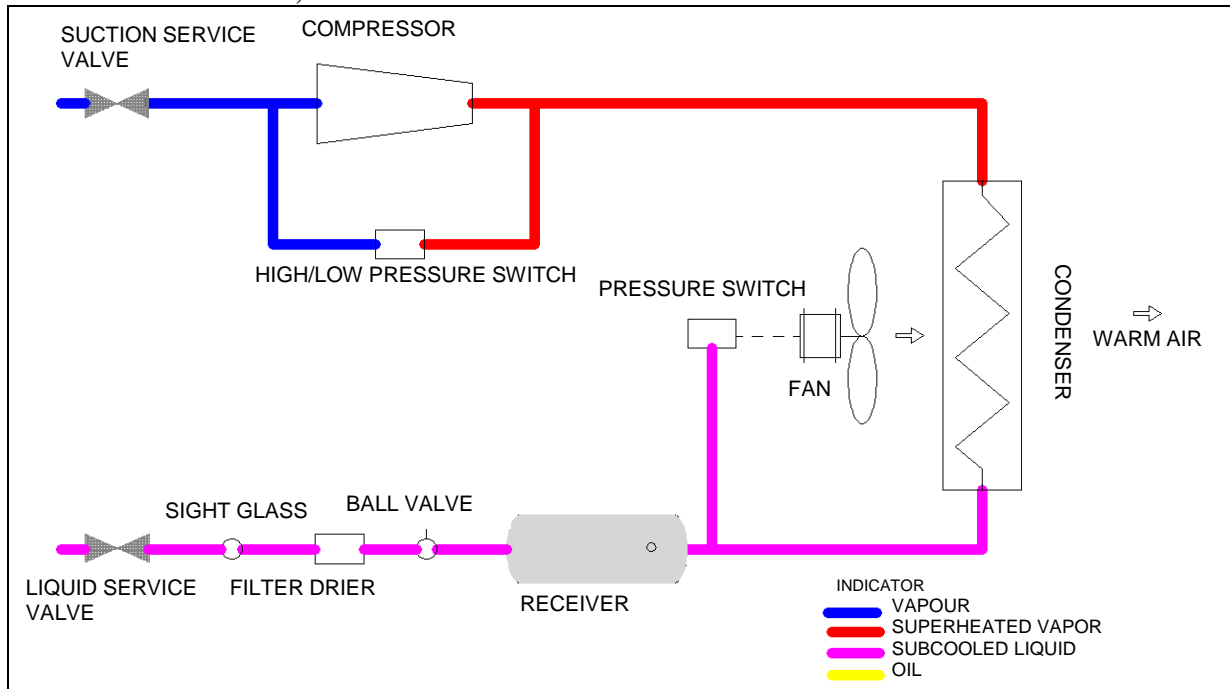 SUCTION SERVICE
VALVE
COMPRESSOR
HIGH/LOW PRESSURE SWITCH
PRESSURE SWITCH
FAN
CONDENSER
WARM AIR
SIGHT GLASS
BALL VALVE
LIQUID SERVICE
VALVE
FILTER DRIER
RECEIVER
INDICATOR
VAPOUR
SUPERHEATED VAPOR
SUBCOOLED LIQUID
OIL